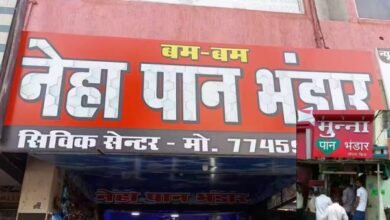 बम-बम
नेहा पान भंडार
सिविक सेन्टर - मो. 77459
नेहा पान भंडार
मुन्ना
पान भंडार